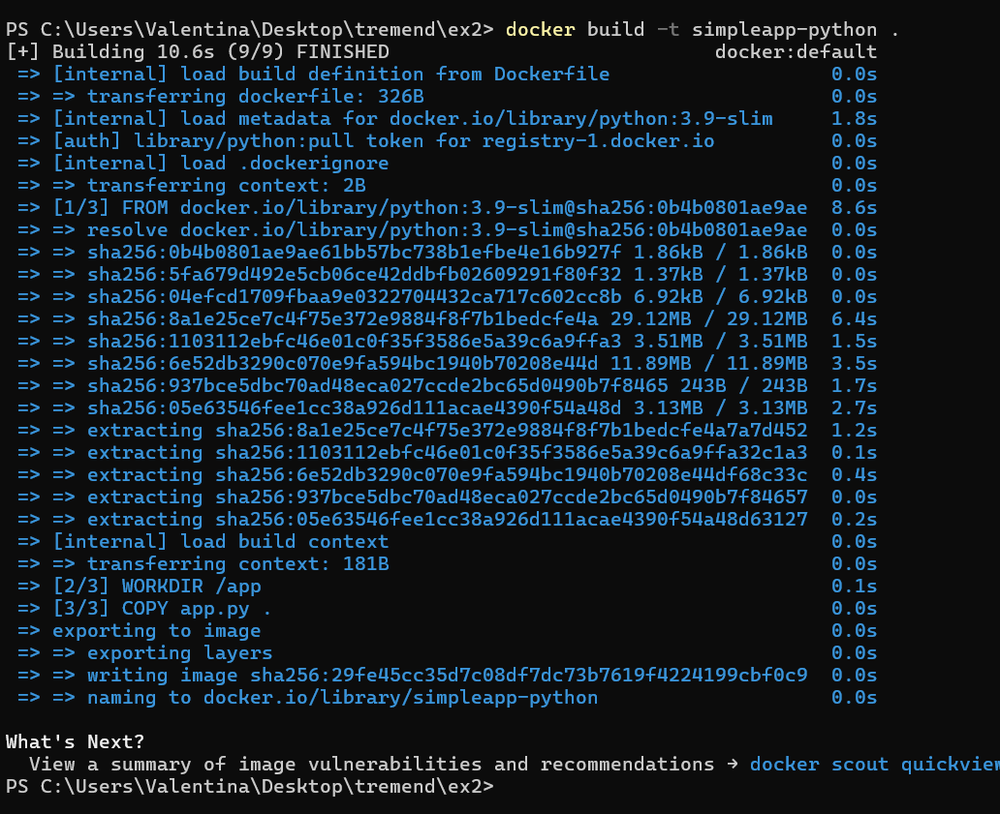 PS C:\Users\Valentina\Desktop\tremend\ex2> docker build -t simpleapp-python .
[+] Building 10.6s (9/9) FINISHED docker:default
=> [internal] load build definition from Dockerfile 0.0s
=> => transferring dockerfile: 326B 0.0s
=> [internal] load metadata for docker.io/library/python:3.9-slim 1.8s
=> [auth] library/python:pull token for registry-1.docker.io 0.0s
=> [internal] load .dockerignore 0.0s
=> => transferring context: 2B 0.0s
=> [1/3] FROM docker.io/library/python:3.9-slim@sha256:0b4b0801ae9ae 8.6s
=> => resolve docker.io/library/python:3.9-slim@sha256:0b4b0801ae9ae 0.0s
=> => sha256:0b4b0801ae9ae61bb57bc738b1efbe4e16b927f 1.86kB / 1.86kB 0.0s
=> => sha256:5fa679d492e5cb06ce42ddbfb02609291f80f32 1.37kB / 1.37kB 0.0s
=> => sha256:04efcd1709fbaa9e0322704432ca717c602cc8b 6.92kB / 6.92kB 0.0s
=> => sha256:8a1e25ce7c4f75e372e9884f8f7b1bedcfe4a 29.12MB / 29.12MB 6.4s
=> => sha256:1103112ebfc46e01c0f35f3586e5a39c6a9ffa3 3.51MB / 3.51MB 1.5s
=> => sha256:6e52db3290c070e9fa594bc1940b70208e44d 11.89MB / 11.89MB 3.5s
=> => sha256:937bce5dbc70ad48eca027ccde2bc65d0490b7f8465 243B / 243B 1.7s
=> => sha256:05e63546fee1cc38a926d111acae4390f54a48d 3.13MB / 3.13MB 2.7s
=> => extracting sha256:8a1e25ce7c4f75e372e9884f8f7b1bedcfe4a7a7d452 1.2s
=> => extracting sha256:1103112ebfc46e01c0f35f3586e5a39c6a9ffa32c1a3 0.1s
=> => extracting sha256:6e52db3290c070e9fa594bc1940b70208e44df68c33c 0.4s
=> => extracting sha256:937bce5dbc70ad48eca027ccde2bc65d0490b7f84657 0.0s
=> => extracting sha256:05e63546fee1cc38a926d111acae4390f54a48d63127 0.2s
=> [internal] load build context 0.0s
=> => transferring context: 181B 0.0s
=> [2/3] WORKDIR /app 0.1s
=> [3/3] COPY app.py . 0.0s
=> exporting to image 0.0s
=> => exporting layers 0.0s
=> => writing image sha256:29fe45cc35d7c08df7dc73b7619f4224199cbf0c9 0.0s
=> => naming to docker.io/library/simpleapp-python 0.0s
What's Next?
View a summary of image vulnerabilities and recommendations → docker scout quickview
PS C:\Users\Valentina\Desktop\tremend\ex2>